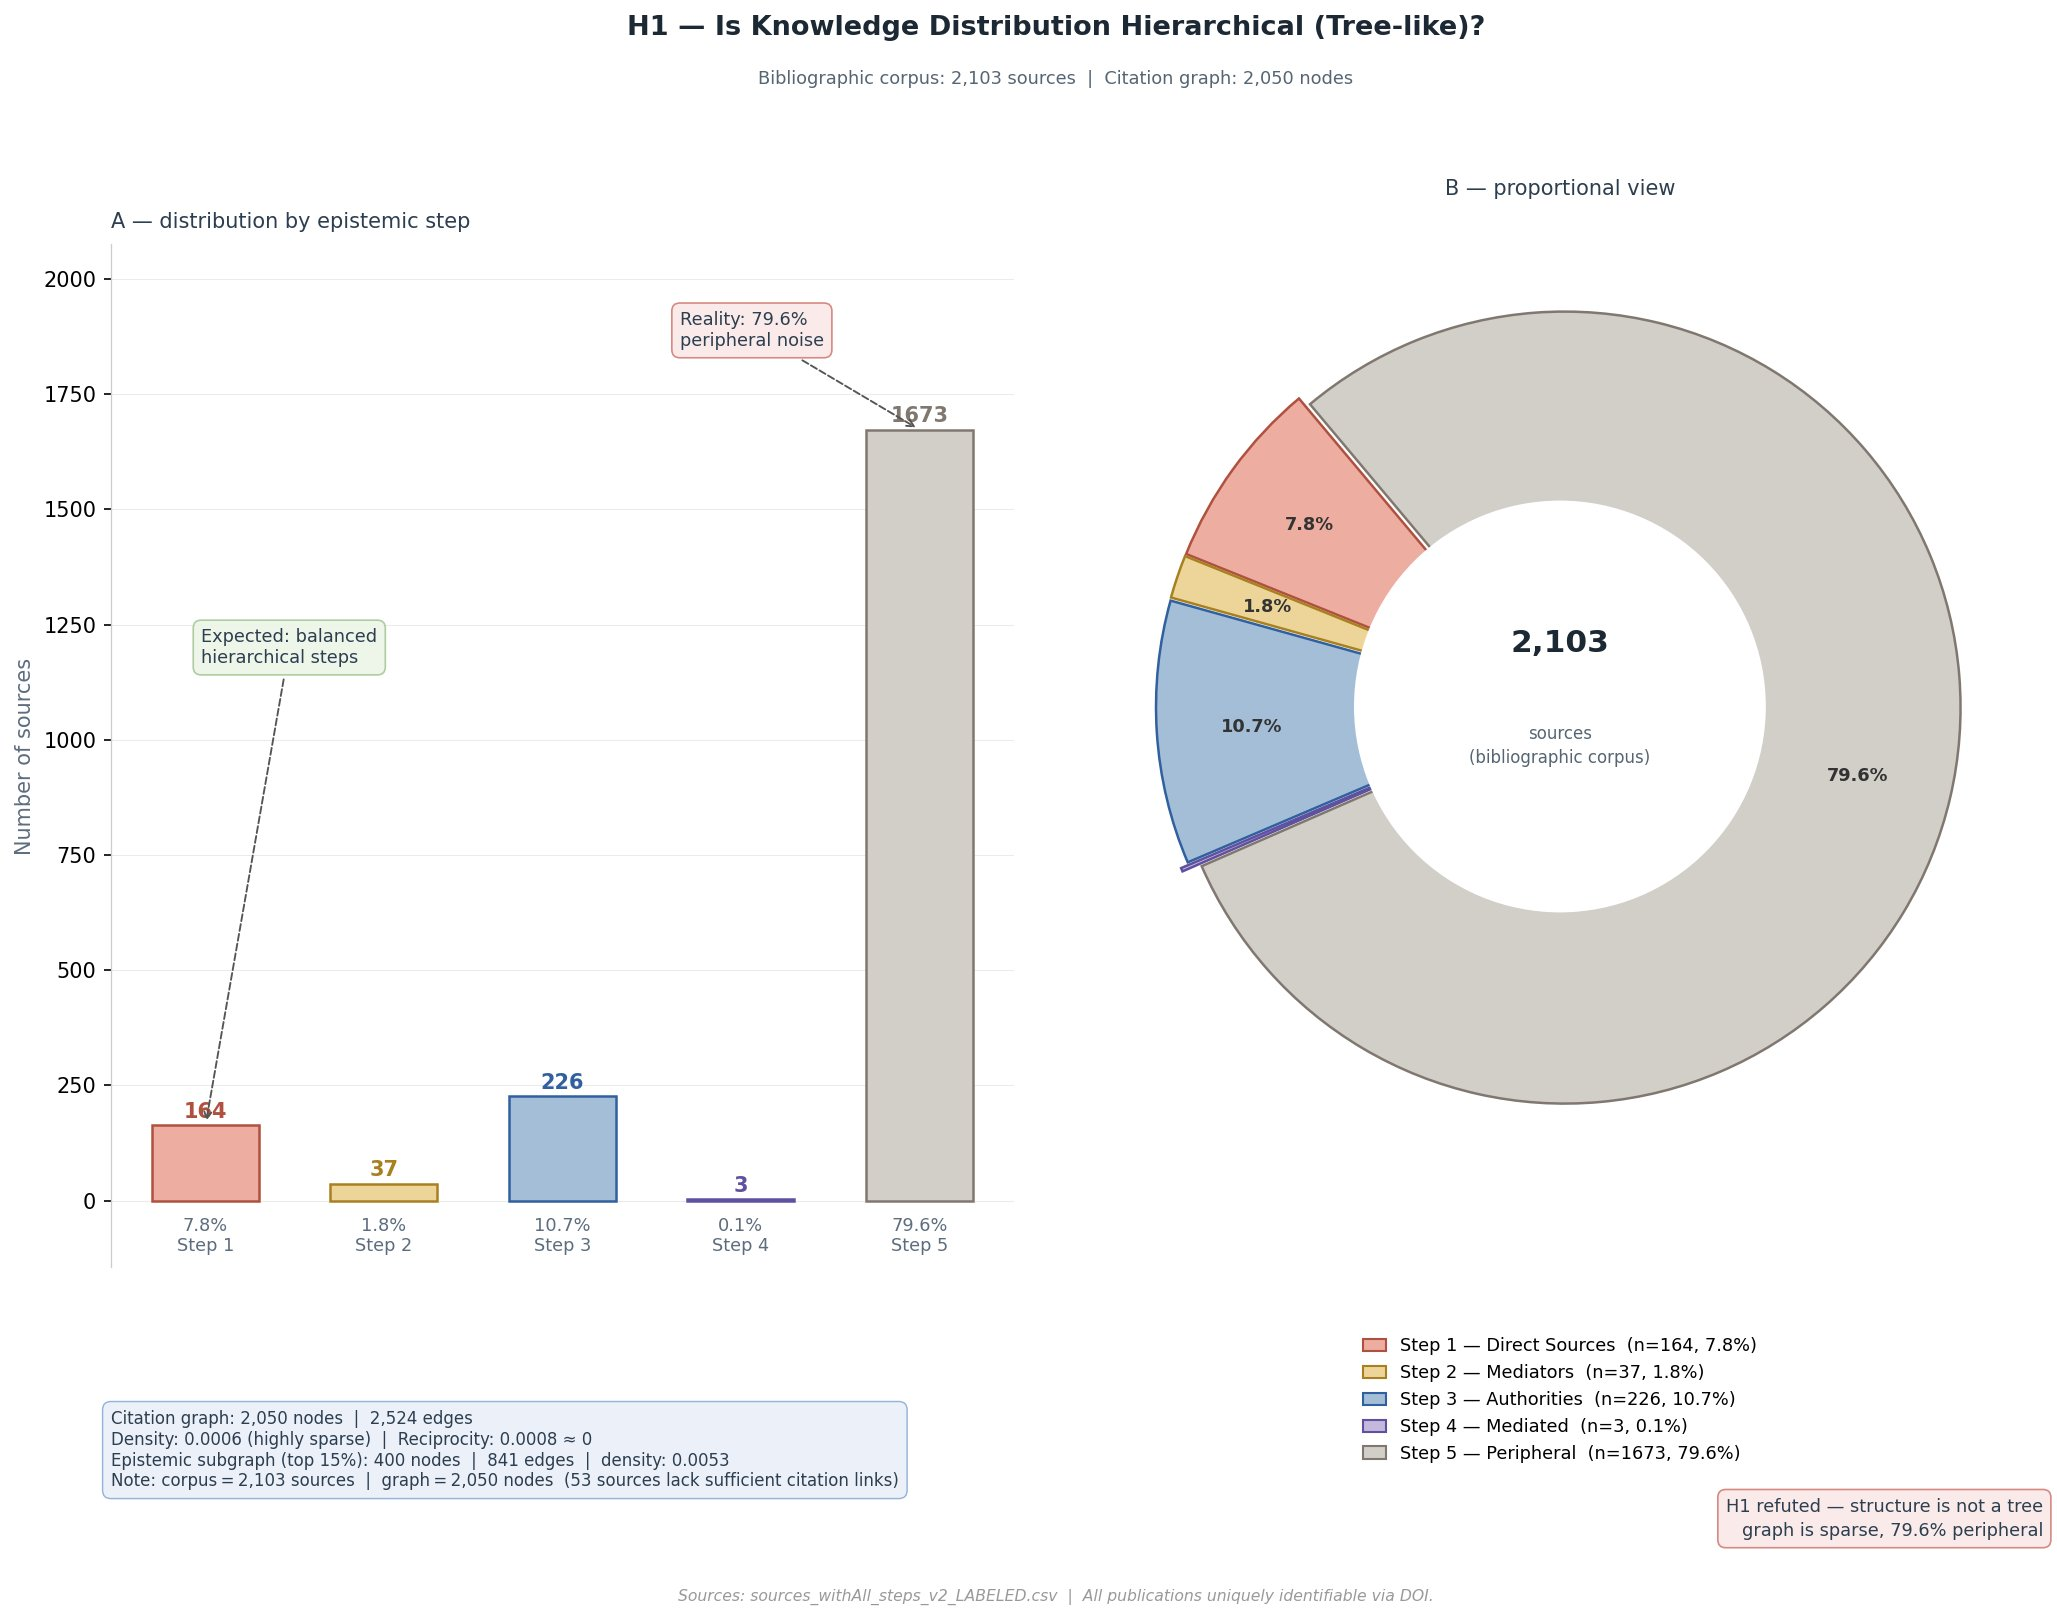 H1 — Is Knowledge Distribution Hierarchical (Tree-like)?
Bibliographic corpus: 2,103 sources | Citation graph: 2,050 nodes
A — distribution by epistemic step
Number of sources
2000
1750
1500
1250
1000
750
500
250
0
Reality: 79.6%
peripheral noise
Expected: balanced
hierarchical steps
164
37
226
3
1673
7.8%
Step 1
1.8%
Step 2
10.7%
Step 3
0.1%
Step 4
79.6%
Step 5
B — proportional view
7.8%
1.8%
10.7%
79.6%
2,103
sources
(bibliographic corpus)
Step 1 — Direct Sources (n=164, 7.8%)
Step 2 — Mediators (n=37, 1.8%)
Step 3 — Authorities (n=226, 10.7%)
Step 4 — Mediated (n=3, 0.1%)
Step 5 — Peripheral (n=1673, 79.6%)
Citation graph: 2,050 nodes | 2,524 edges
Density: 0.0006 (highly sparse) | Reciprocity: 0.0008 ≈ 0
Epistemic subgraph (top 15%): 400 nodes | 841 edges | density: 0.0053
Note: corpus = 2,103 sources | graph = 2,050 nodes (53 sources lack sufficient citation links)
H1 refuted — structure is not a tree
graph is sparse, 79.6% peripheral
Sources: sources_withAll_steps_v2_LABELED.csv | All publications uniquely identifiable via DOI.